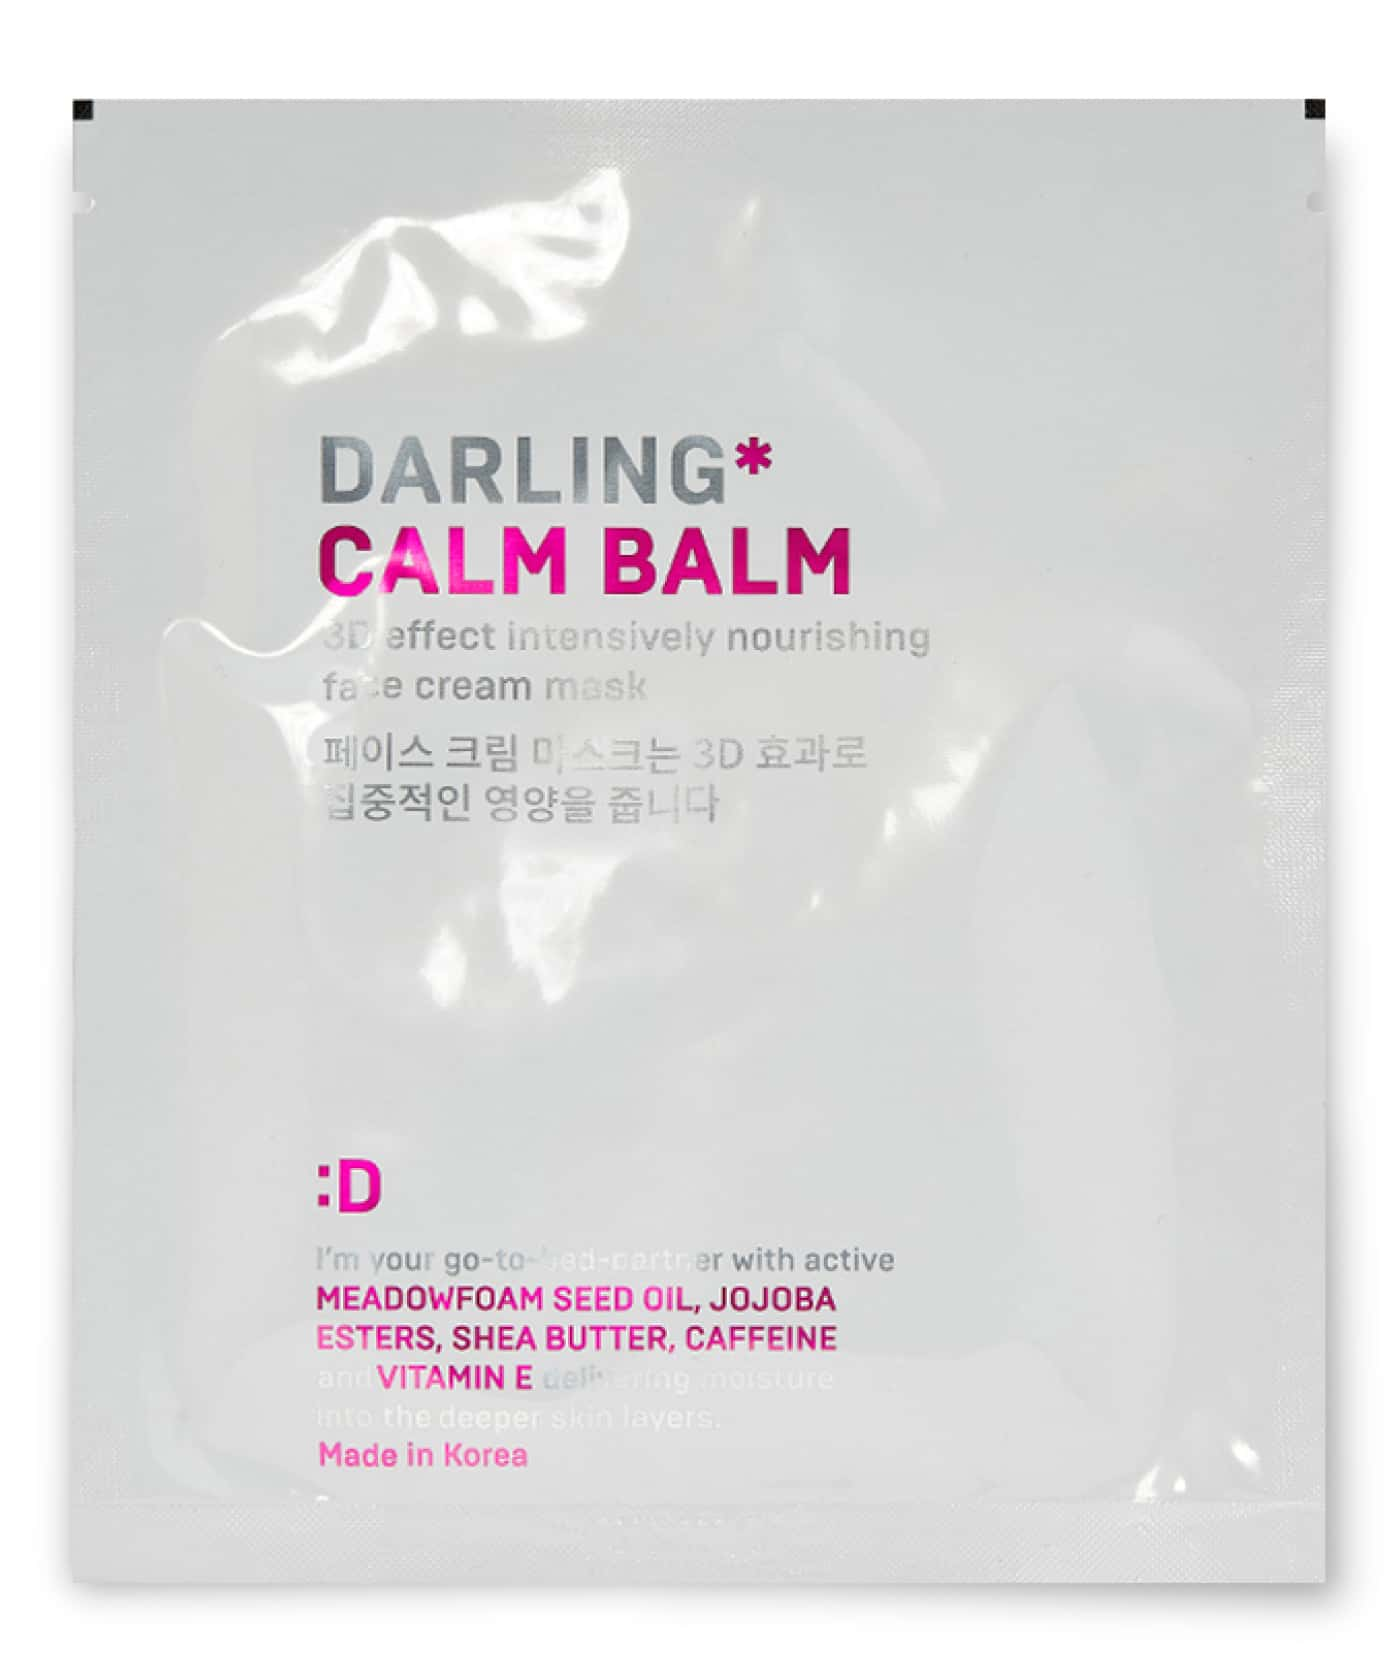 DARLING*
CALM BALM
3D effect intensively nourishing
face cream mask
페이스 크림 마스크는 3D 효과로
집중적인 영양을 줍니다
:D
I'm your go-to-bed-partner with active
MEADOWFOAM SEED OIL, JOJOBA
ESTERS, SHEA BUTTER, CAFFEINE
and VITAMIN E delivering moisture
into the deeper skin layers.
Made in Korea